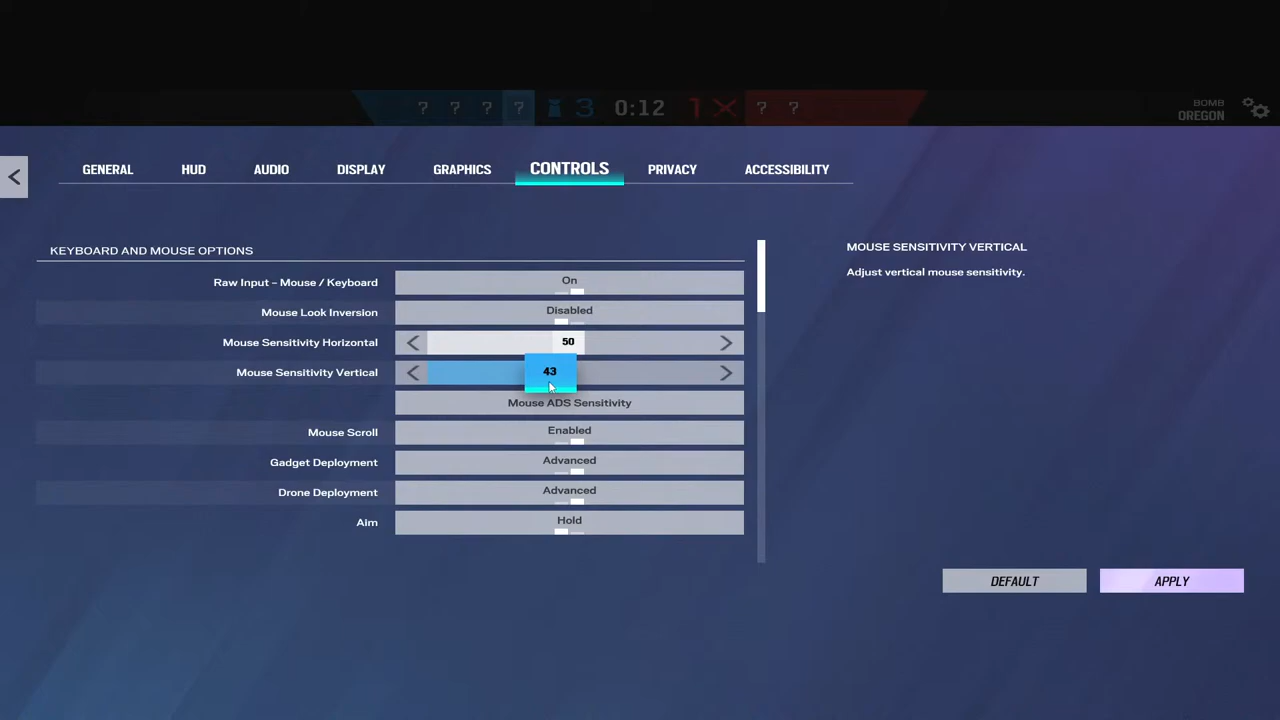 ? ? ? ? 3 0:12 1 ? ?
BOMB
OREGON
GENERAL HUD AUDIO DISPLAY GRAPHICS CONTROLS PRIVACY ACCESSIBILITY
KEYBOARD AND MOUSE OPTIONS
Raw Input – Mouse / Keyboard On
Mouse Look Inversion Disabled
Mouse Sensitivity Horizontal 50
Mouse Sensitivity Vertical 43
Mouse ADS Sensitivity
Mouse Scroll Enabled
Gadget Deployment Advanced
Drone Deployment Advanced
Aim Hold
MOUSE SENSITIVITY VERTICAL
Adjust vertical mouse sensitivity.
DEFAULT APPLY